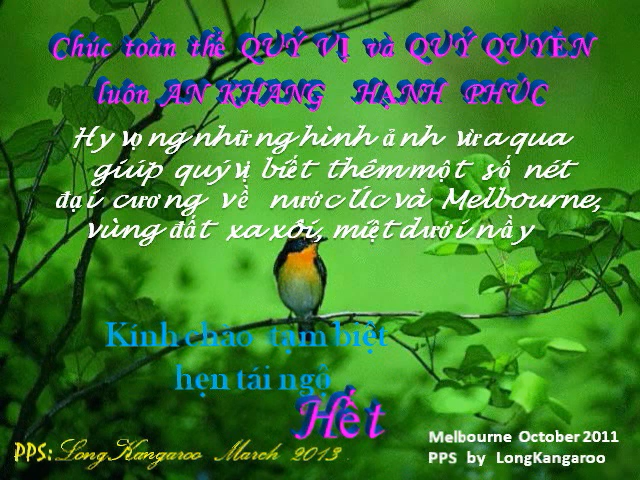 Chúc toàn thể QUÝ VỊ và QUÝ QUYẾN
luôn AN KHANG HẠNH PHÚC
Hy vọng những hình ảnh vừa qua
giúp quý vị biết thêm một số nét
đại cương về nước Úc và Melbourne,
vùng đất xa xôi, miệt dưới nầy
Kính chào tạm biệt
hẹn tái ngộ
Hết
PPS: LongKangaroo March 2013
Melbourne October 2011
PPS by LongKangaroo